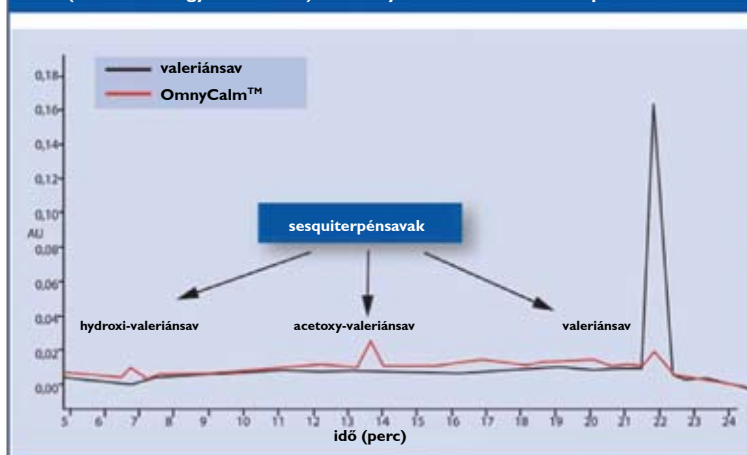 valeriánsav
OmnyCalm™
0,18
0,16
0,14
0,12
0,10
AU
0,08
0,06
0,04
0,02
0,00
sesquiterpénsavak
hydroxi-valeriánsav acetoxy-valeriánsav valeriánsav
5 6 7 8 9 10 11 12 13 14 15 16 17 18 19 20 21 22 23 24
idő (perc)